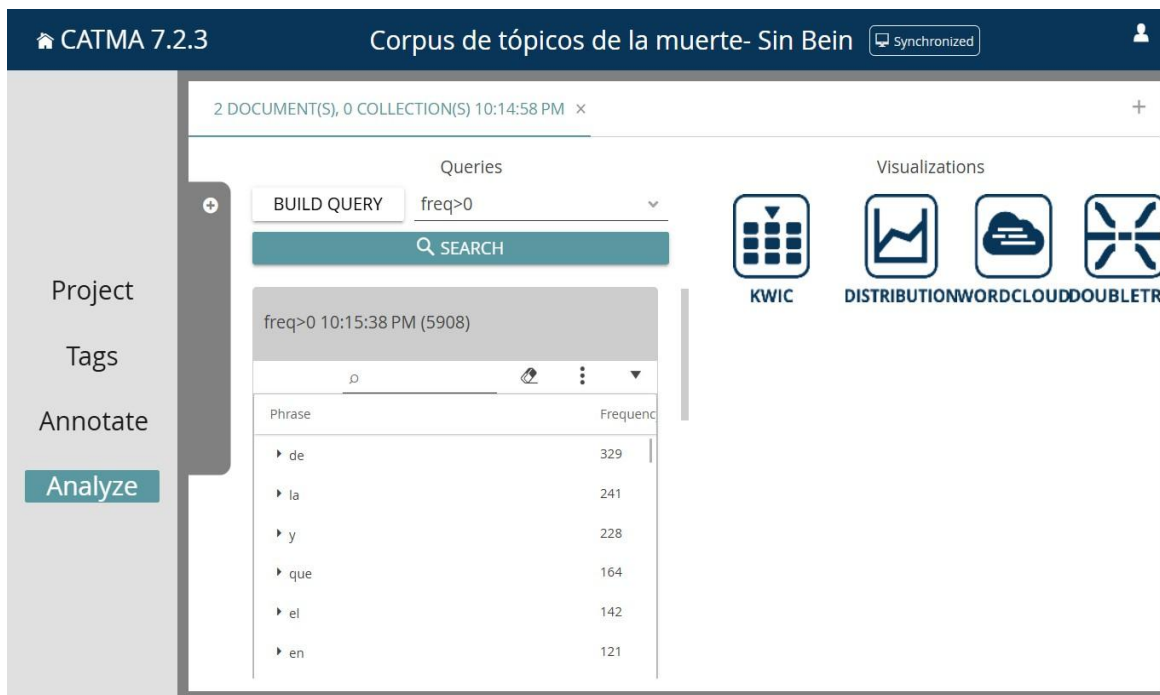 CATMA 7.2.3
Corpus de tópicos de la muerte- Sin Bein
Synchronized
2 DOCUMENT(S), 0 COLLECTION(S) 10:14:58 PM ×
+
Project
Tags
Annotate
Analyze
Queries
BUILD QUERY freq>0
SEARCH
freq>0 10:15:38 PM (5908)
Phrase Frequenc
de 329
la 241
y 228
que 164
el 142
en 121
Visualizations
KWIC DISTRIBUTION WORDCLOUD DOUBLETR